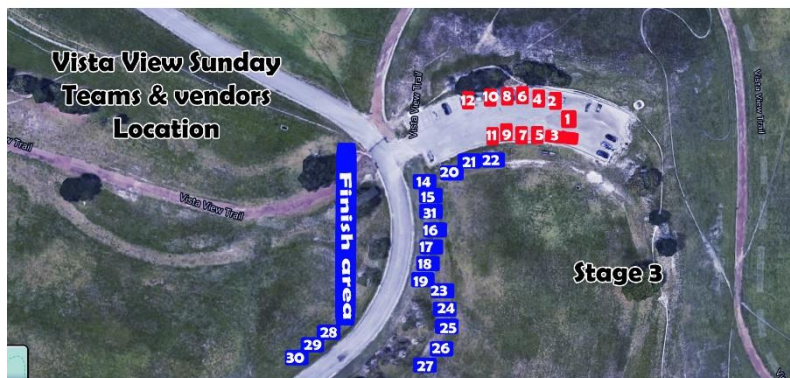 Vista View Sunday
Teams & vendors
Location
Vista View Trail
Vista View Trail
w Trail
Vista View Trail
12 10 8 6 4 2
1
11 9 7 5 3
21 22
20
14
15
31
16
17
18
19
23
24
25
26
27
Finish area
28
29
30
Stage 3